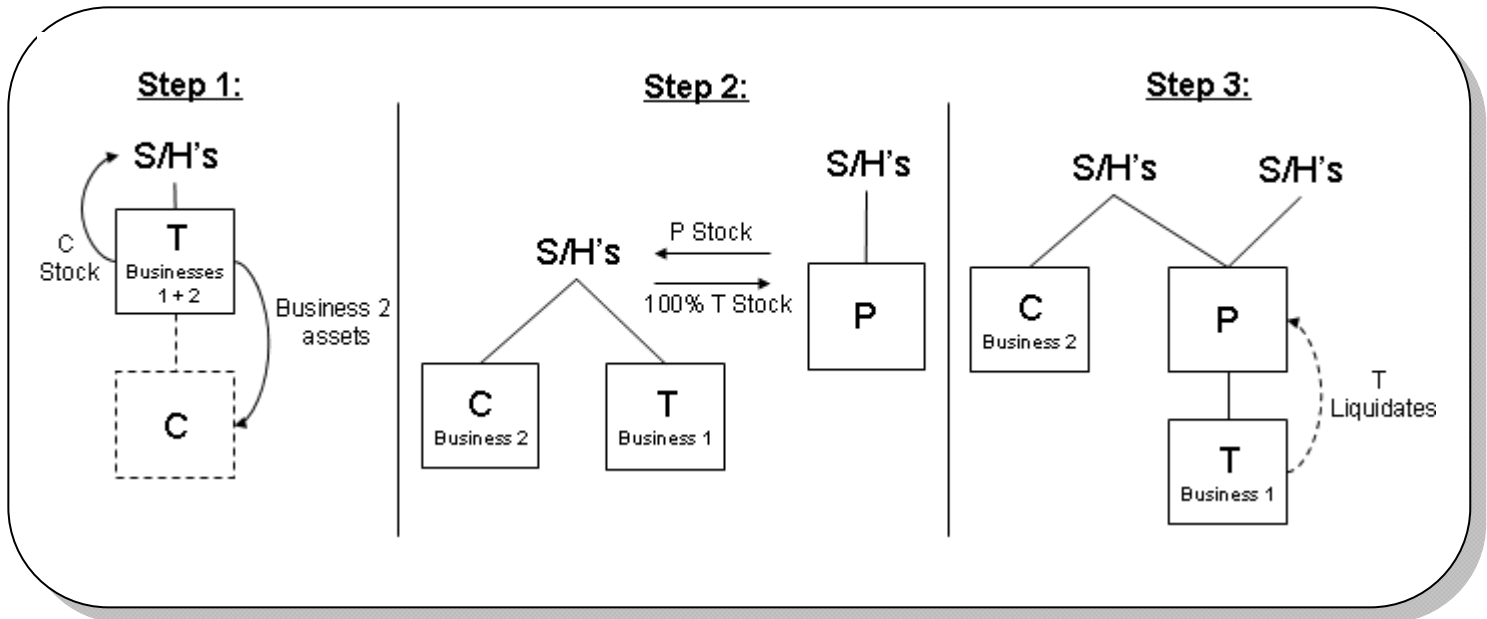 Step 1:
S/H's
T
Businesses
1 + 2
C
Stock
Business 2
assets
C
Step 2:
S/H's
P Stock
S/H's
100% T Stock
P
C
Business 2
T
Business 1
Step 3:
S/H's
S/H's
C
Business 2
P
T
Liquidates
T
Business 1